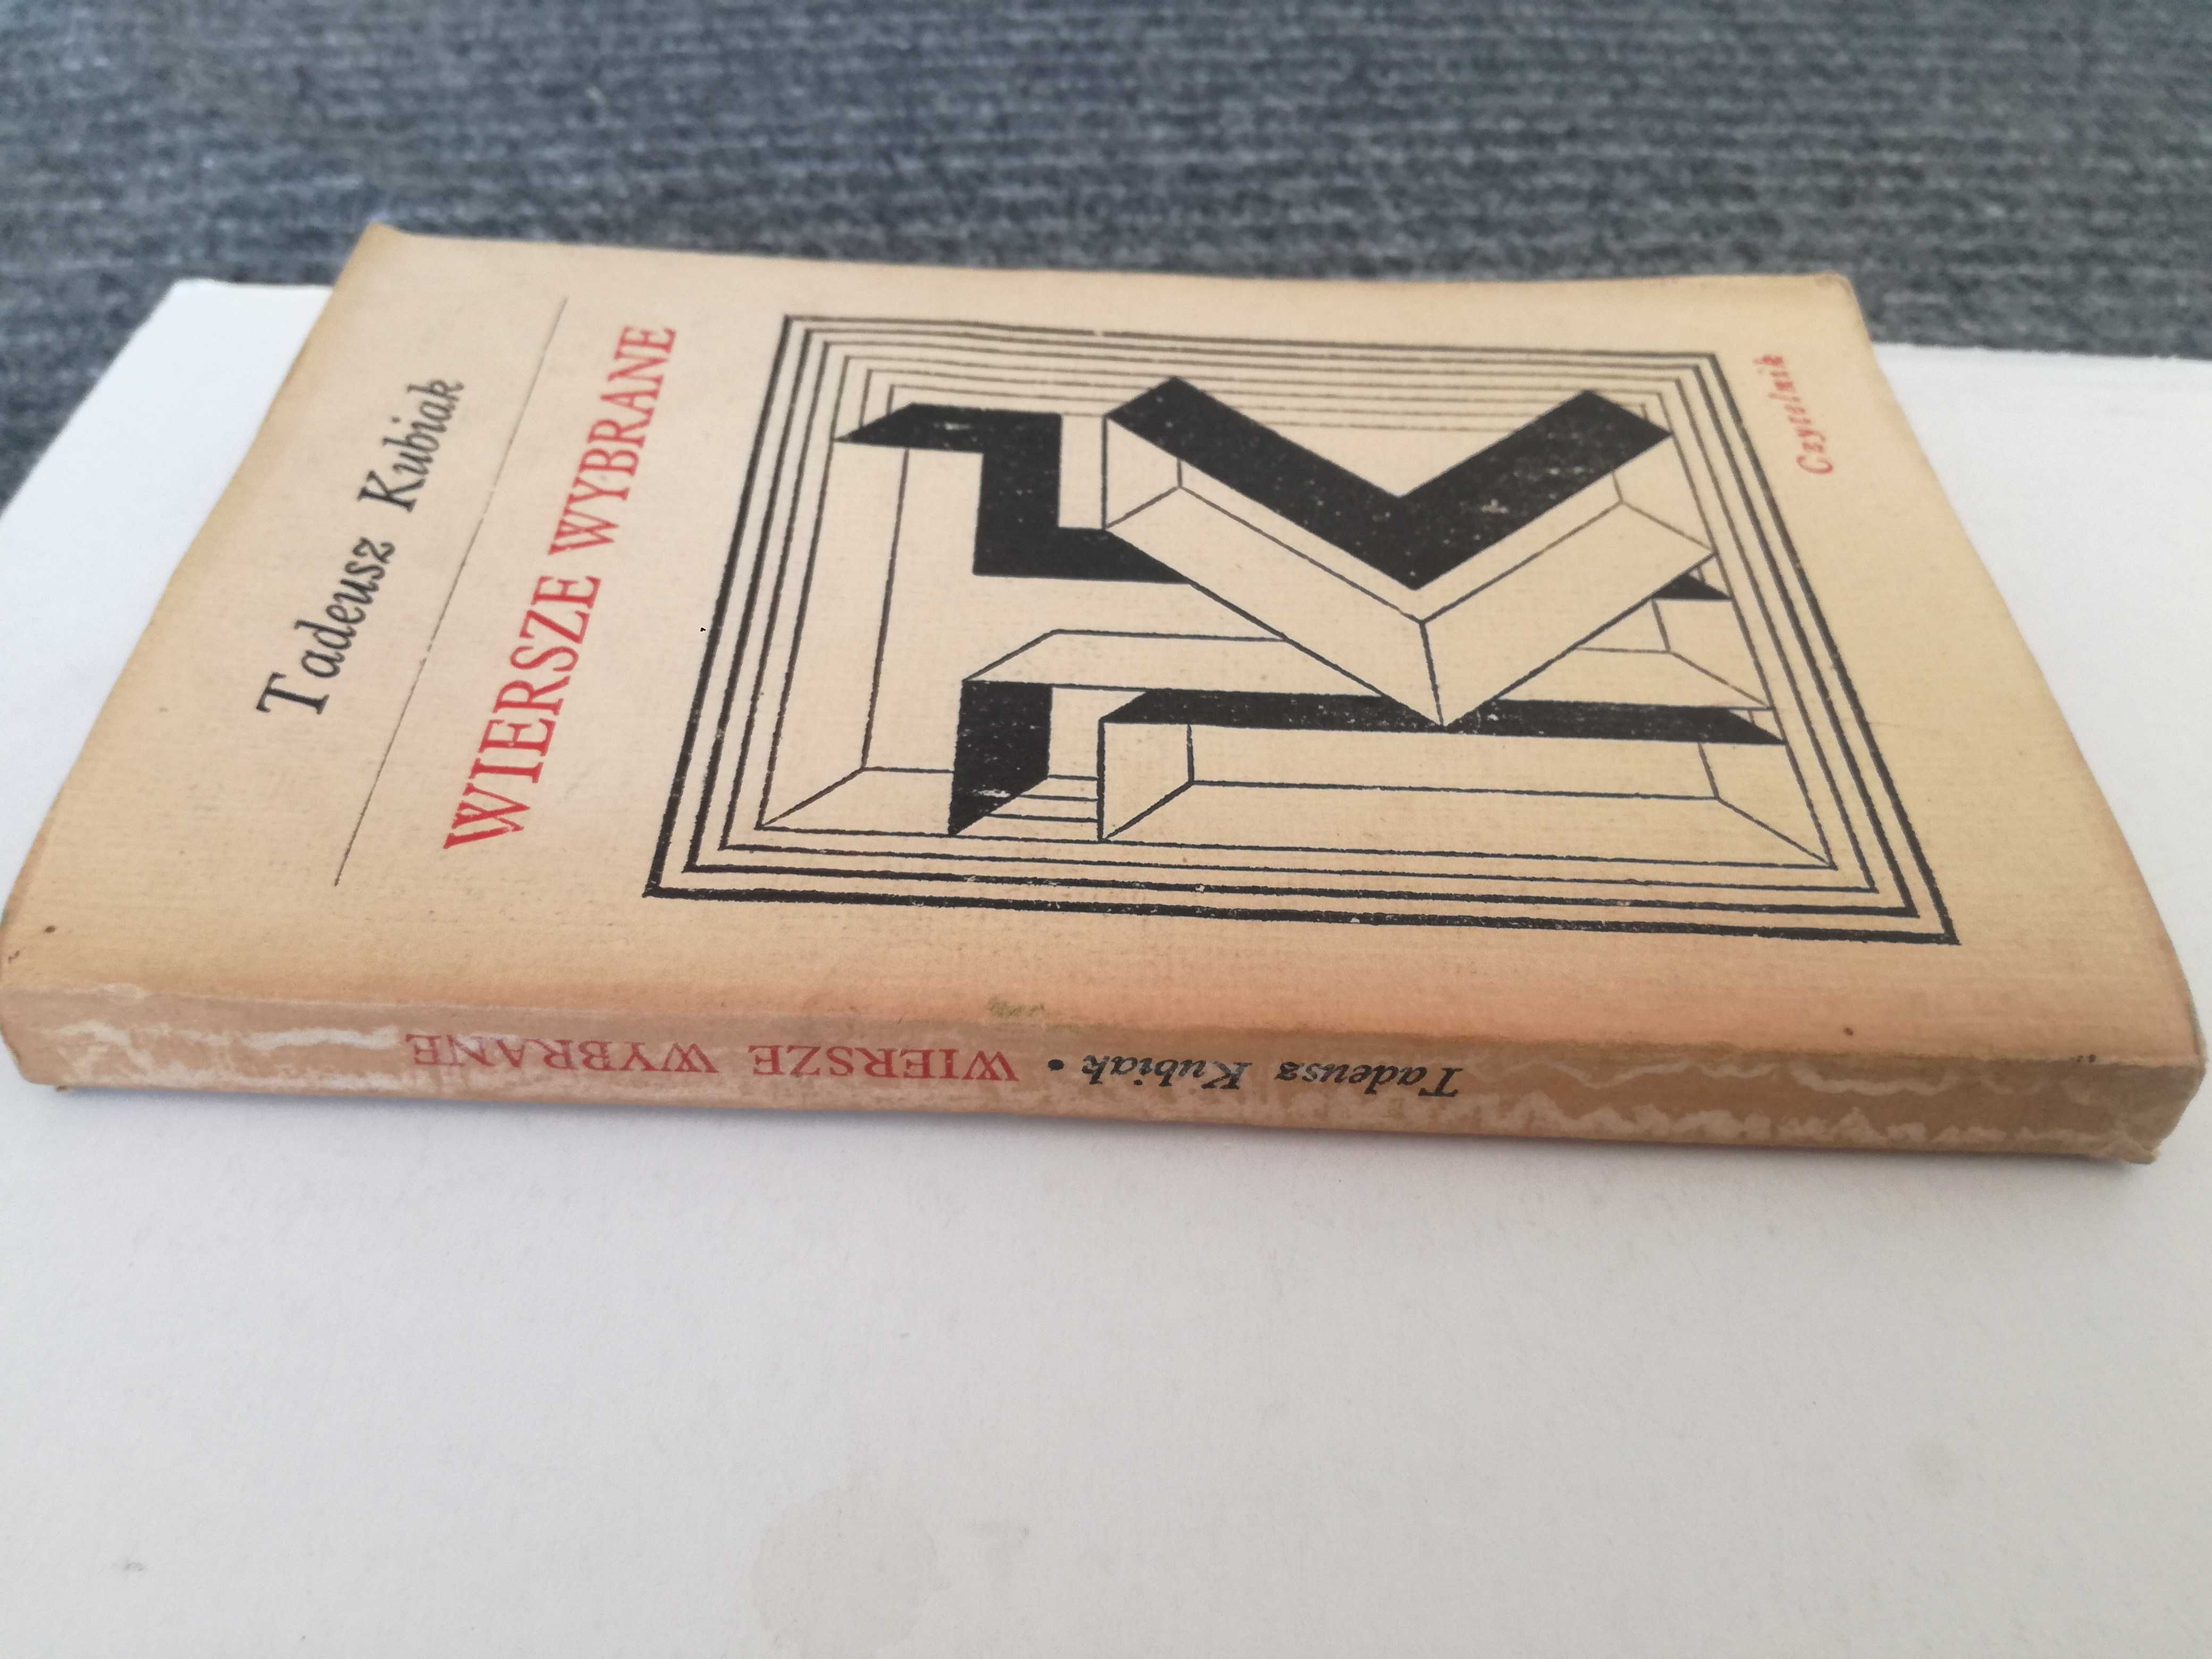 Tadeusz Kubiak
WIERSZE WYBRANE
Czytelnik
Tadeusz Kubiak • WIERSZE WYBRANE